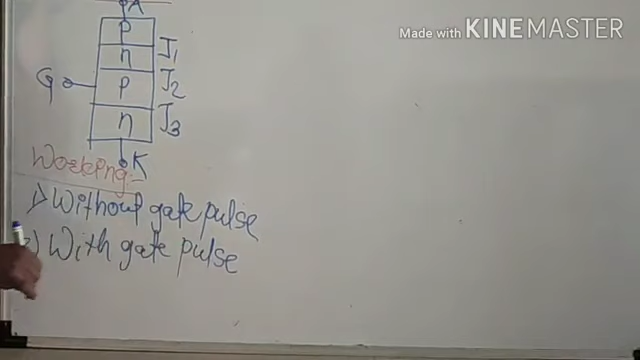 A
P
n J1
G P J2
n J3
K
Working:-
1) Without gate pulse
2) With gate pulse
Made with KINEMASTER